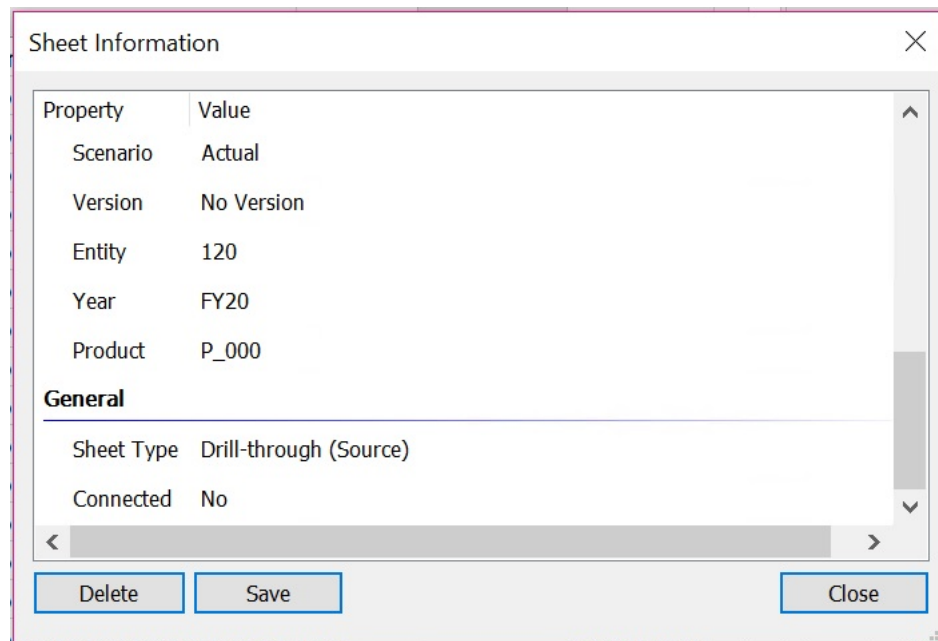 Sheet Information
Property Value
Scenario Actual
Version No Version
Entity 120
Year FY20
Product P_000
General
Sheet Type Drill-through (Source)
Connected No
Delete Save Close